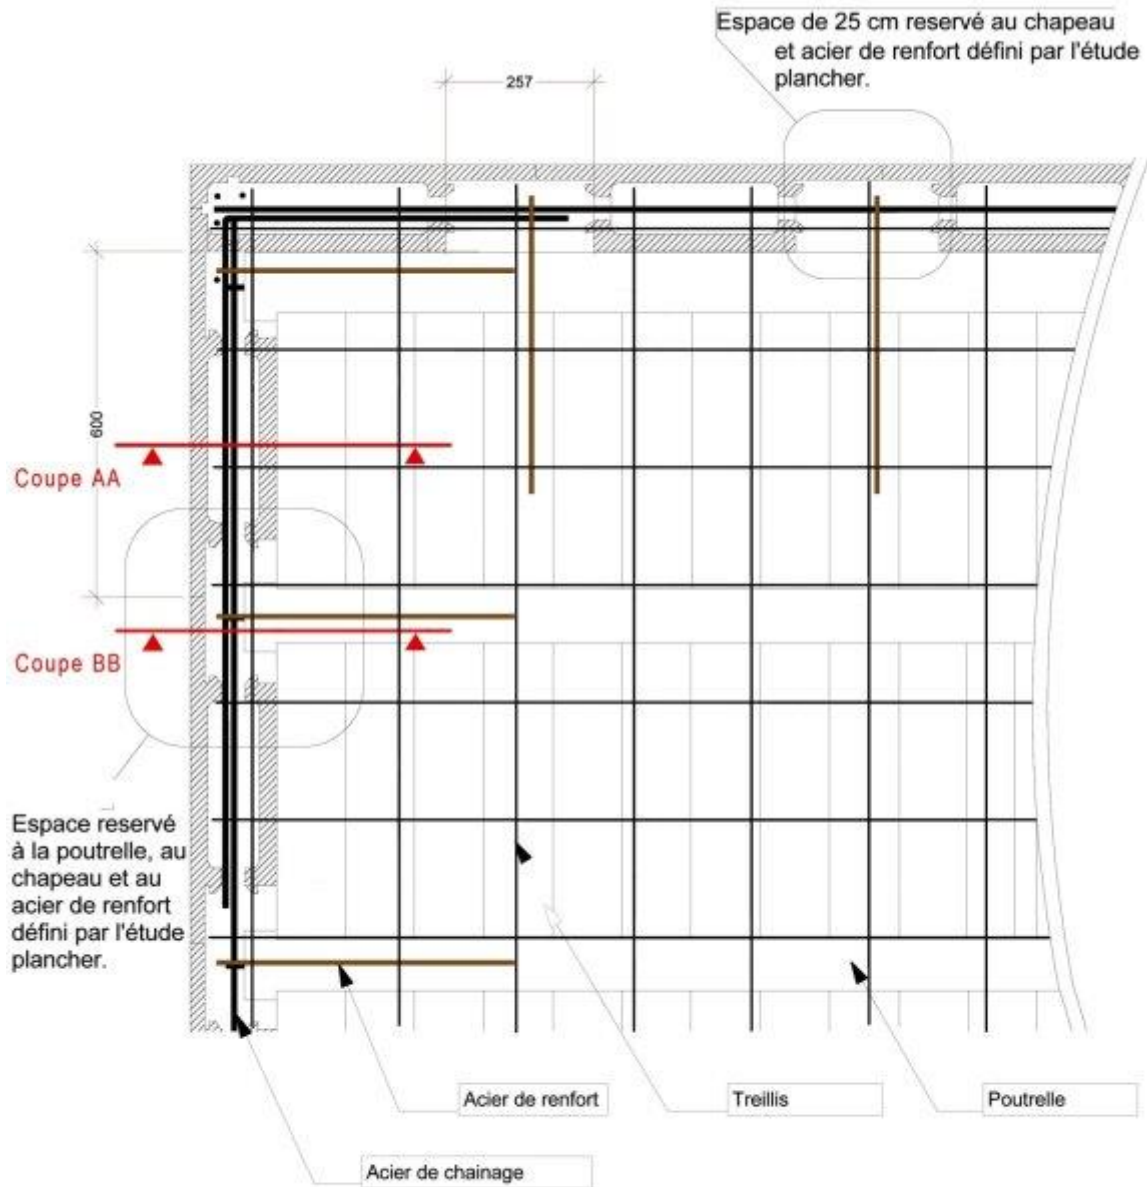 Espace de 25 cm reservé au chapeau
et acier de renfort défini par l'étude
plancher.
257
600
Coupe AA
Coupe BB
Espace reservé
à la poutrelle, au
chapeau et au
acier de renfort
défini par l'étude
plancher.
Acier de renfort
Treillis
Poutrelle
Acier de chainage